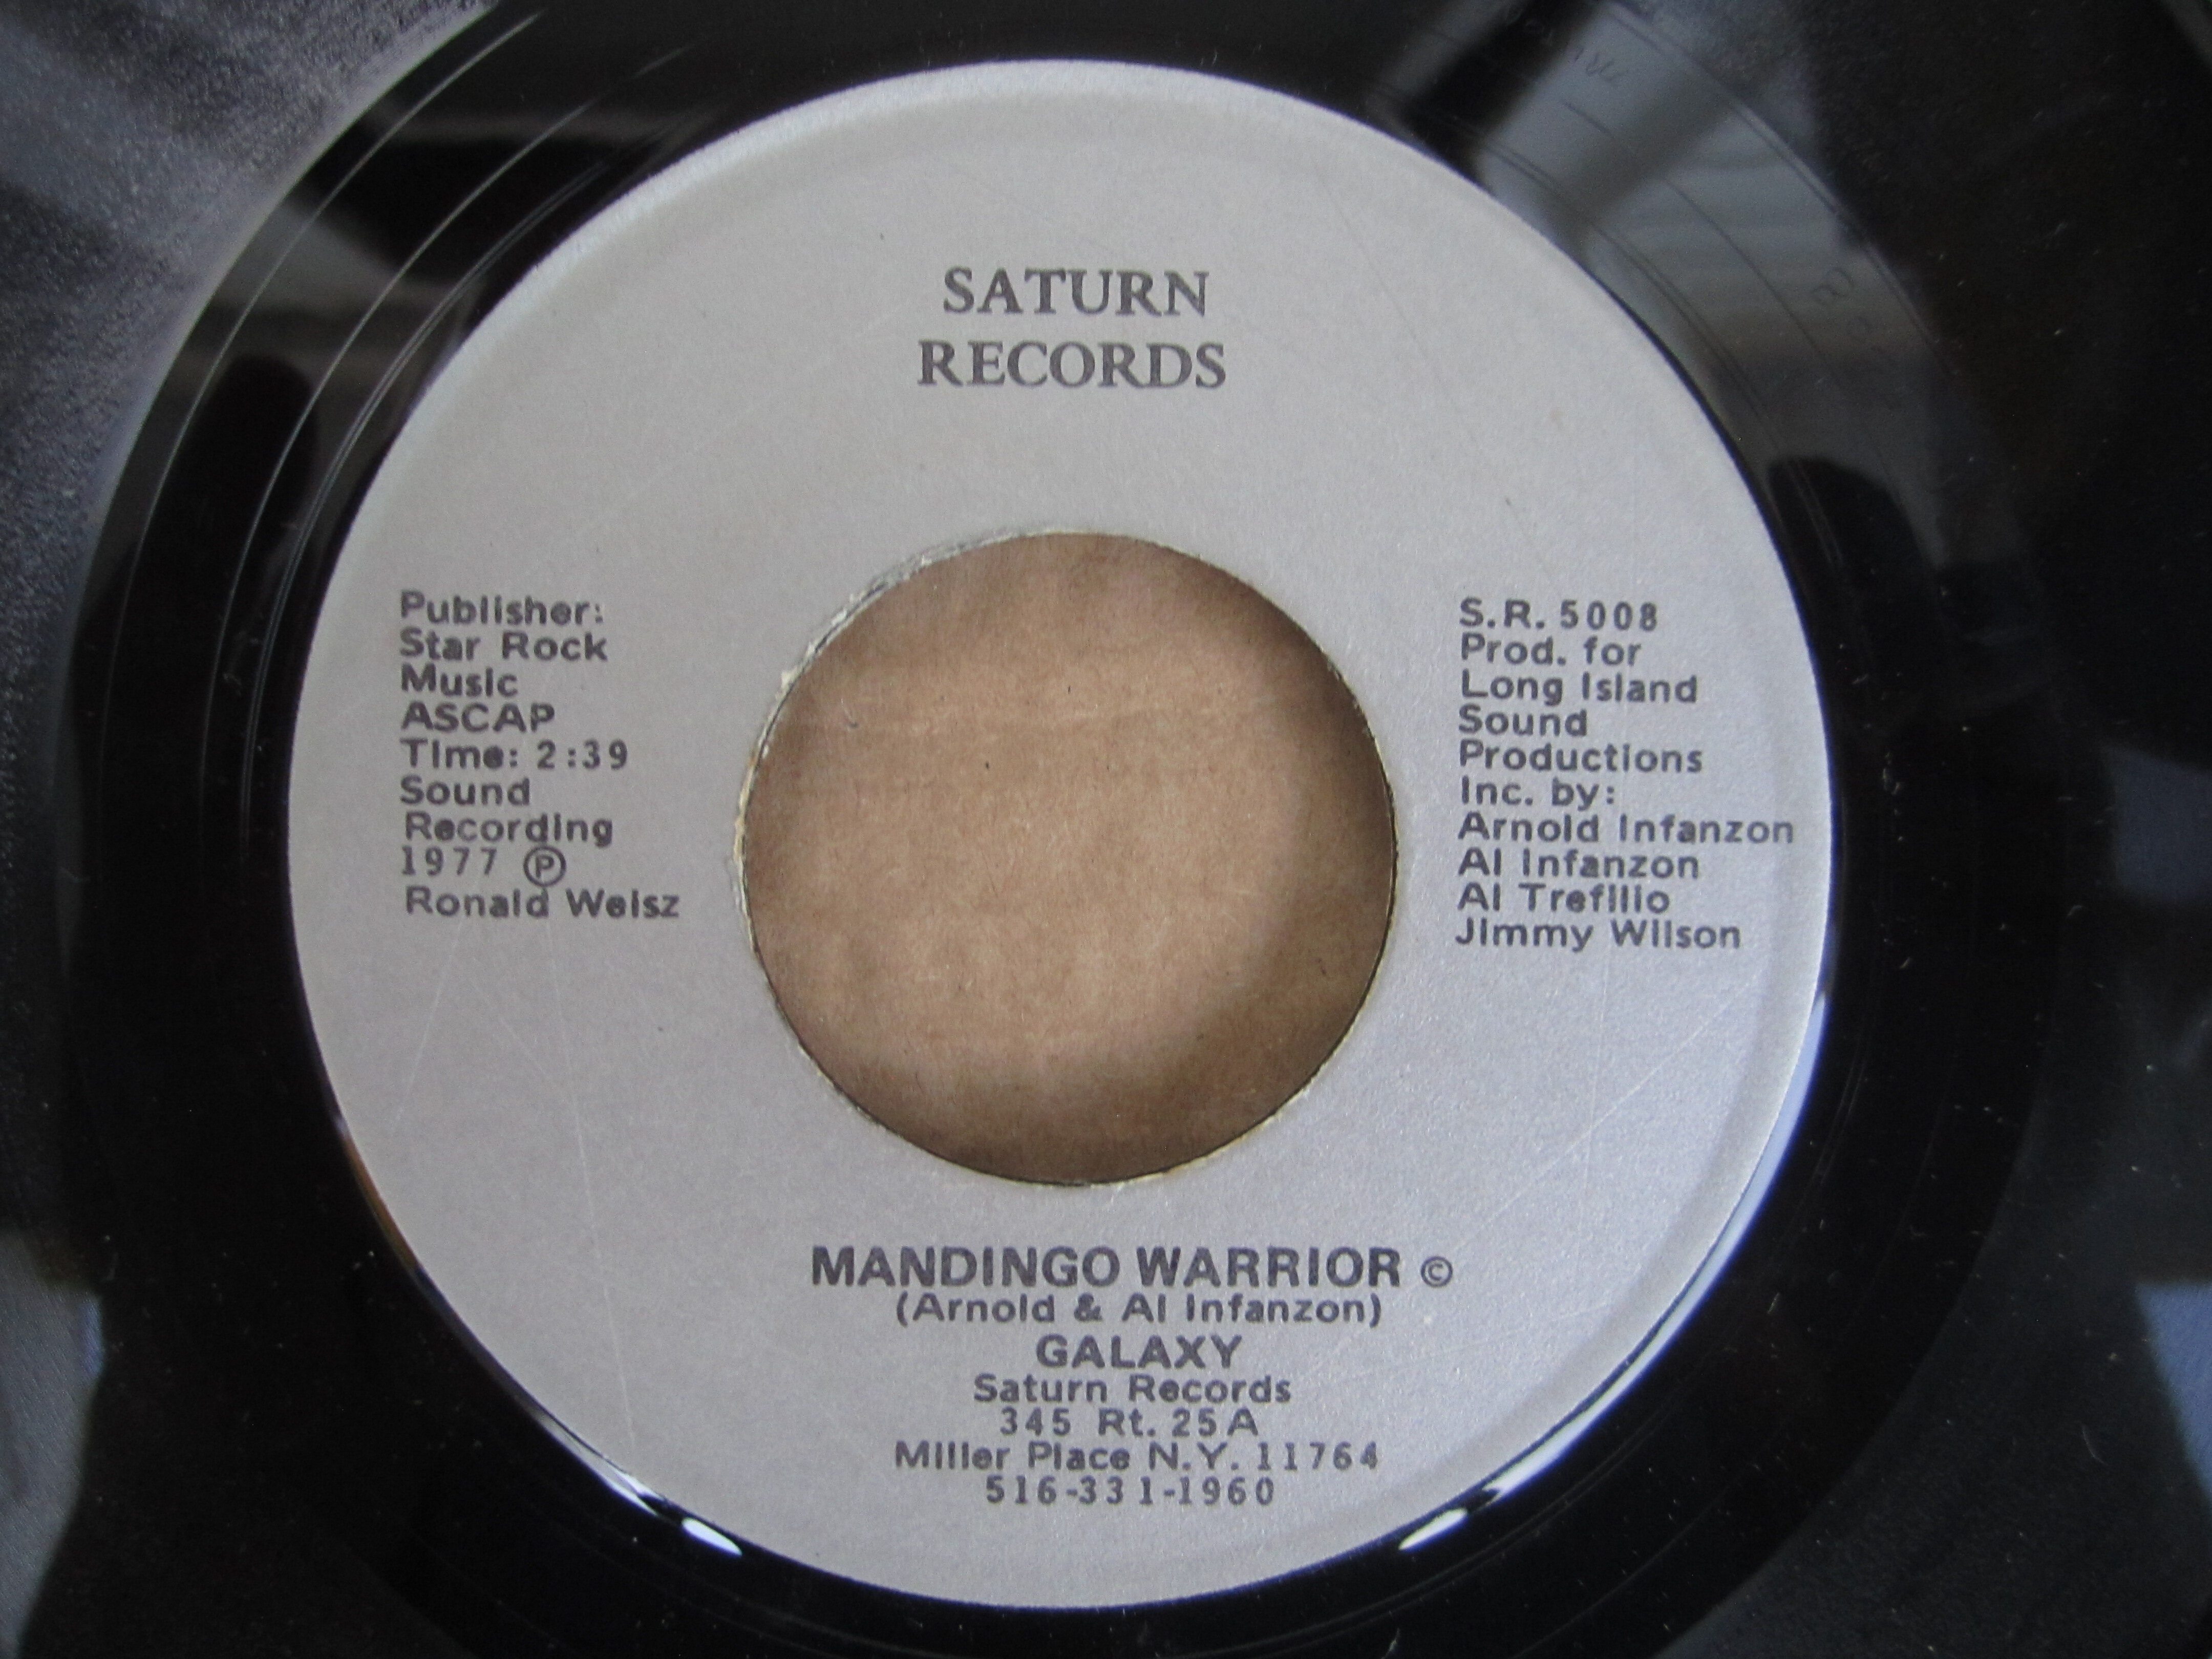 SATURN
RECORDS
Publisher:
Star Rock
Music
ASCAP
Time: 2:39
Sound
Recording
1977 Ⓟ
Ronald Weisz
S.R. 5008
Prod. for
Long Island
Sound
Productions
Inc. by:
Arnold Infanzon
Al Infanzon
Al Trefilio
Jimmy Wilson
MANDINGO WARRIOR ©
(Arnold & Al Infanzon)
GALAXY
Saturn Records
345 Rt. 25A
Miller Place N.Y. 11764
516-331-1960